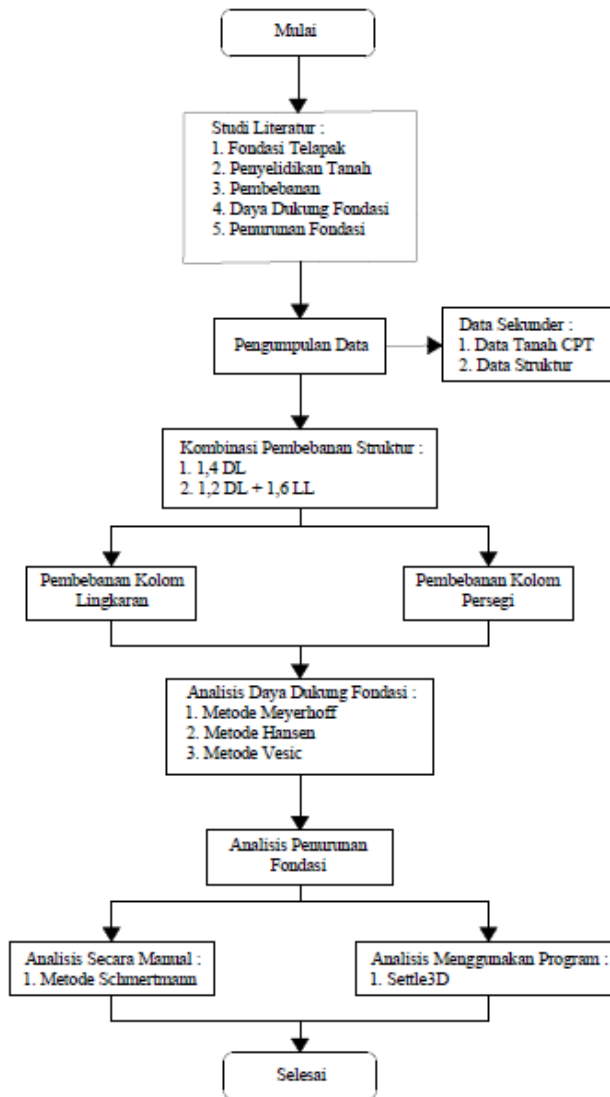 Mulai
Studi Literatur :
1. Fondasi Telapak
2. Penyelidikan Tanah
3. Pembebanan
4. Daya Dukung Fondasi
5. Penurunan Fondasi
Pengumpulan Data
Data Sekunder :
1. Data Tanah CPT
2. Data Struktur
Kombinasi Pembebanan Struktur :
1. 1,4 DL
2. 1,2 DL + 1,6 LL
Pembebanan Kolom
Lingkaran
Pembebanan Kolom
Persegi
Analisis Daya Dukung Fondasi :
1. Metode Meyerhoff
2. Metode Hansen
3. Metode Vesic
Analisis Penurunan
Fondasi
Analisis Secara Manual :
1. Metode Schmertmann
Analisis Menggunakan Program :
1. Settle3D
Selesai